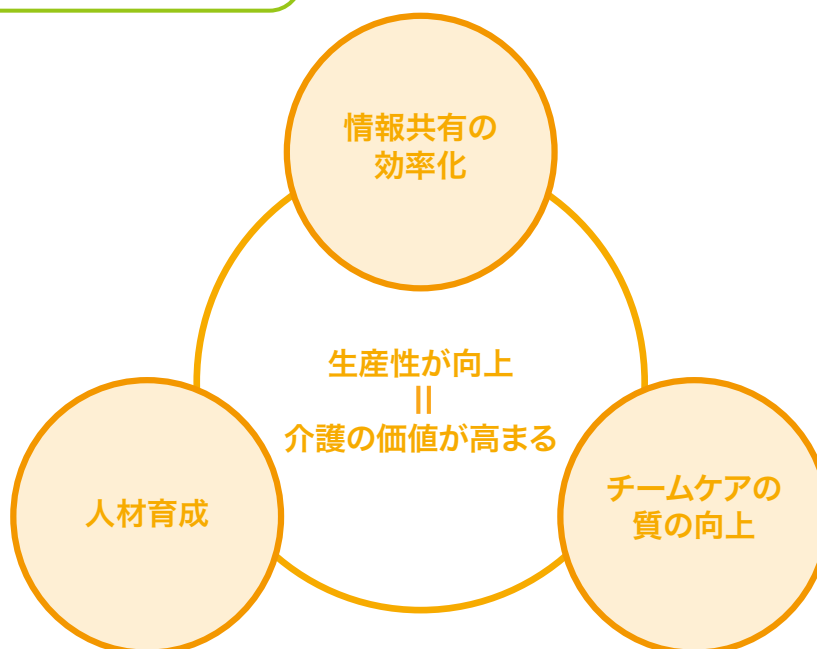 情報共有の
効率化
生産性が向上
||
介護の価値が高まる
人材育成
チームケアの
質の向上